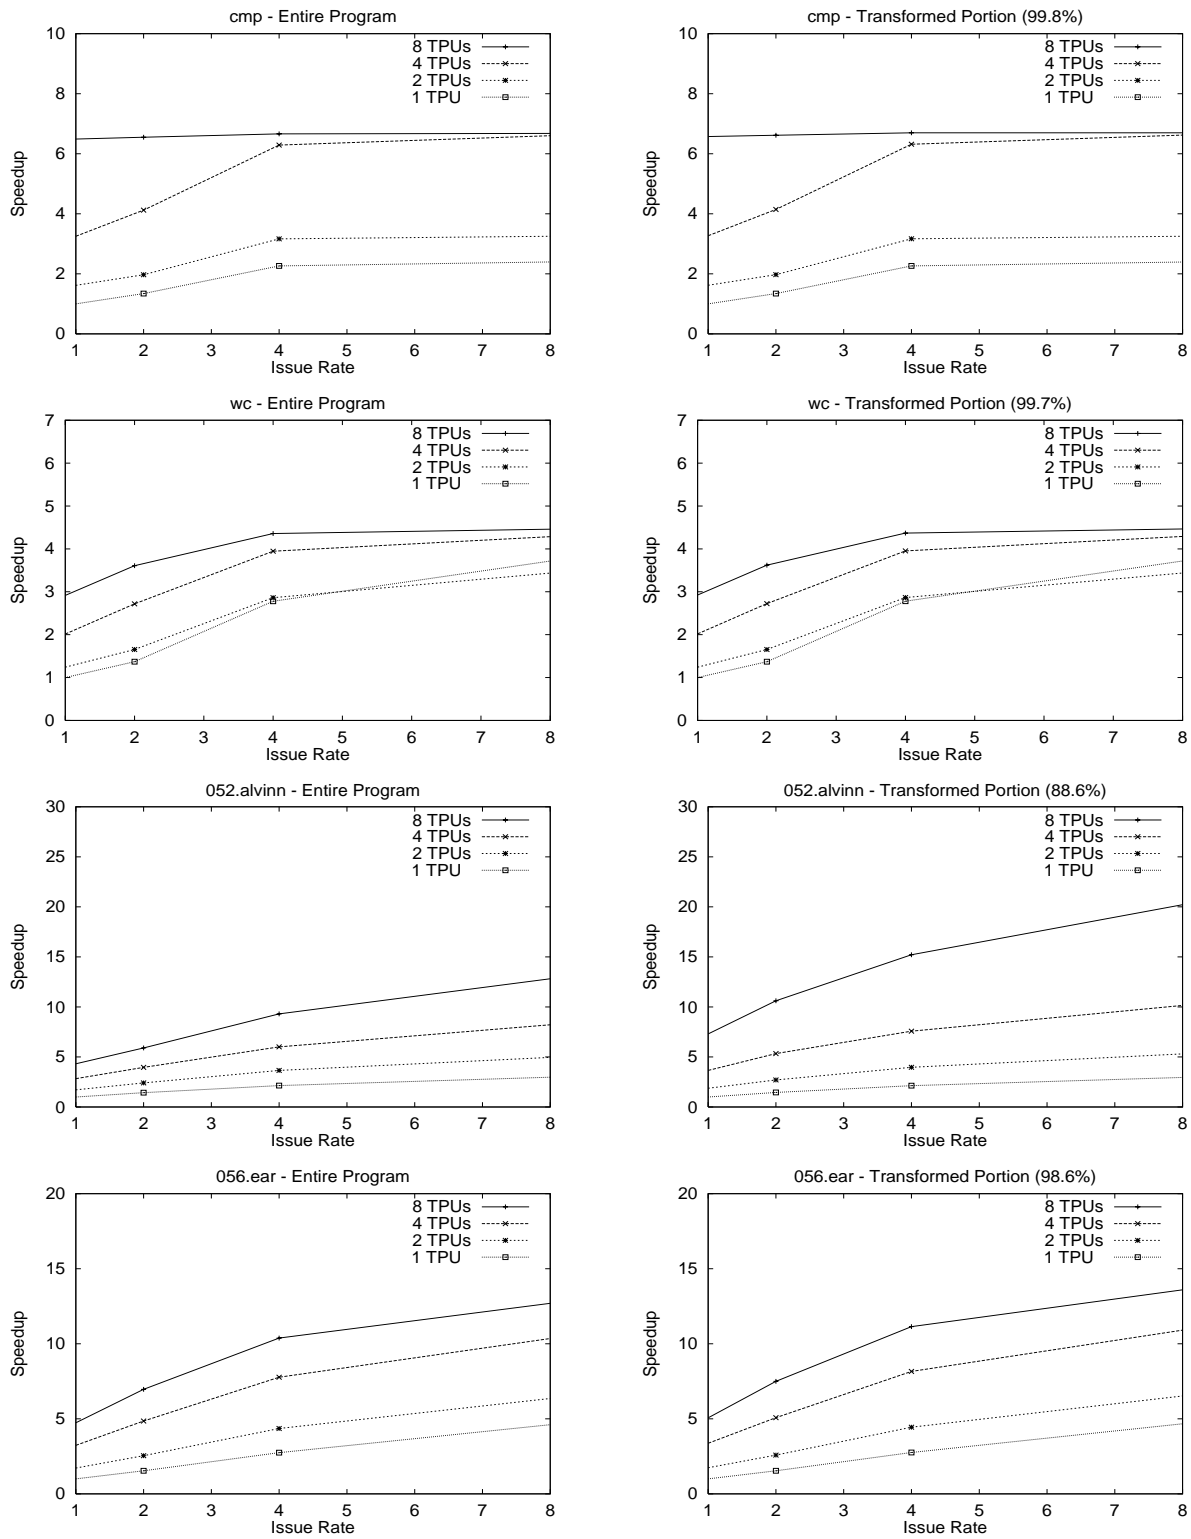 cmp - Entire Program
10
8
6
4
2
0
Speedup
8 TPUs
4 TPUs
2 TPUs
1 TPU
1 2 3 4 5 6 7 8
Issue Rate
cmp - Transformed Portion (99.8%)
10
8
6
4
2
0
Speedup
8 TPUs
4 TPUs
2 TPUs
1 TPU
1 2 3 4 5 6 7 8
Issue Rate
wc - Entire Program
7
6
5
4
3
2
1
0
Speedup
8 TPUs
4 TPUs
2 TPUs
1 TPU
1 2 3 4 5 6 7 8
Issue Rate
wc - Transformed Portion (99.7%)
7
6
5
4
3
2
1
0
Speedup
8 TPUs
4 TPUs
2 TPUs
1 TPU
1 2 3 4 5 6 7 8
Issue Rate
052.alvinn - Entire Program
30
25
20
15
10
5
0
Speedup
8 TPUs
4 TPUs
2 TPUs
1 TPU
1 2 3 4 5 6 7 8
Issue Rate
052.alvinn - Transformed Portion (88.6%)
30
25
20
15
10
5
0
Speedup
8 TPUs
4 TPUs
2 TPUs
1 TPU
1 2 3 4 5 6 7 8
Issue Rate
056.ear - Entire Program
20
15
10
5
0
Speedup
8 TPUs
4 TPUs
2 TPUs
1 TPU
1 2 3 4 5 6 7 8
Issue Rate
056.ear - Transformed Portion (98.6%)
20
15
10
5
0
Speedup
8 TPUs
4 TPUs
2 TPUs
1 TPU
1 2 3 4 5 6 7 8
Issue Rate